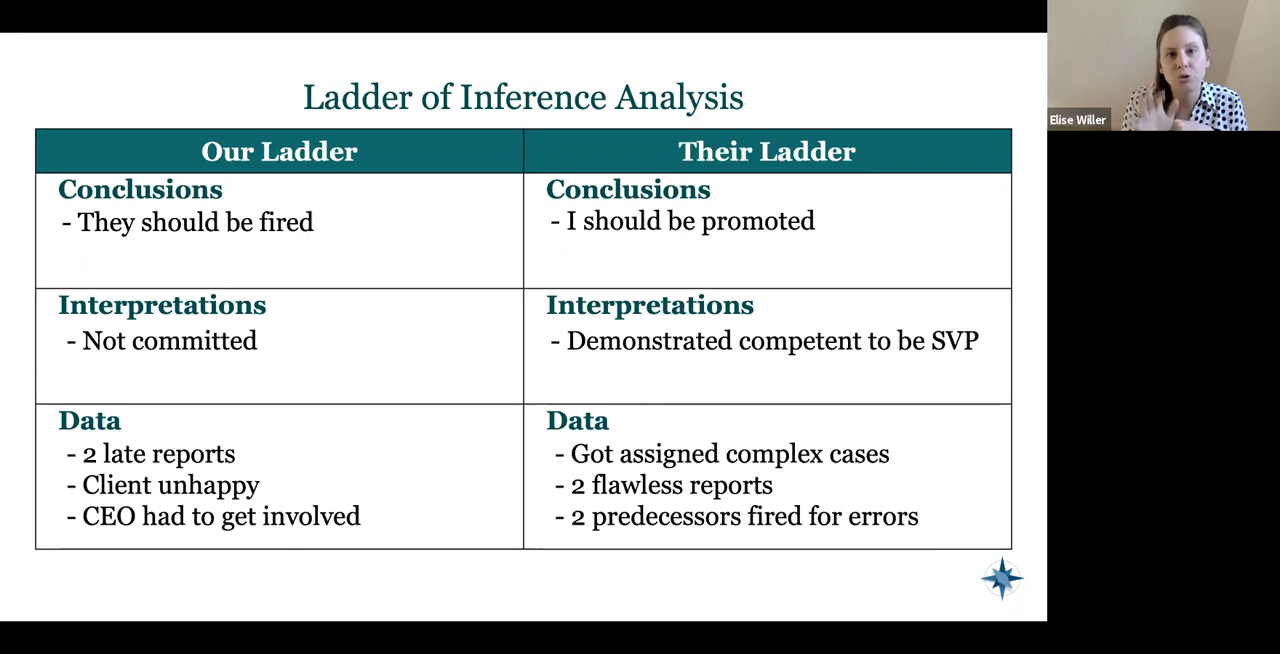 Ladder of Inference Analysis
Our Ladder
Their Ladder
Conclusions
- They should be fired
Conclusions
- I should be promoted
Interpretations
- Not committed
Interpretations
- Demonstrated competent to be SVP
Data
- 2 late reports
- Client unhappy
- CEO had to get involved
Data
- Got assigned complex cases
- 2 flawless reports
- 2 predecessors fired for errors
Elise Willer